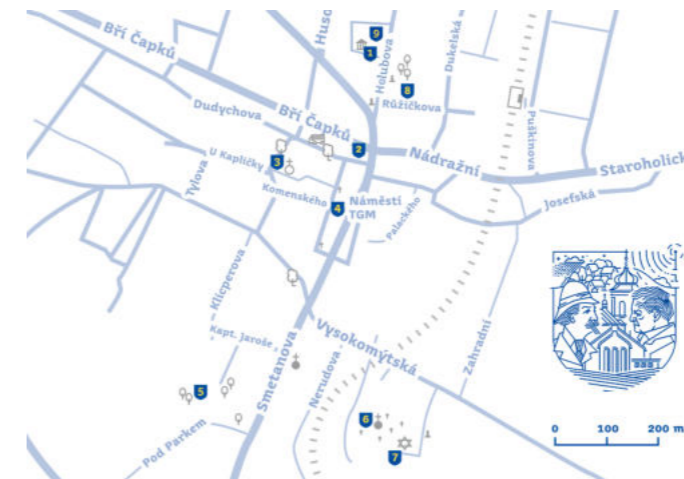 Bří Čapků
Husc
9
1
Holubova
Dukelská
8
Růžičkova
Dudychova
Bří Čapků
2
Nádražní
Puškinova
Staroholick
U Kapličky
3
Tylova
Komenského
4
Náměstí
TGM
Palackého
Josefská
Klicperova
Kapt. Jaroše
Vysokomýtská
Zahradní
Smetanova
Nerudova
5
6
7
Pod Parkem
0 100 200 m